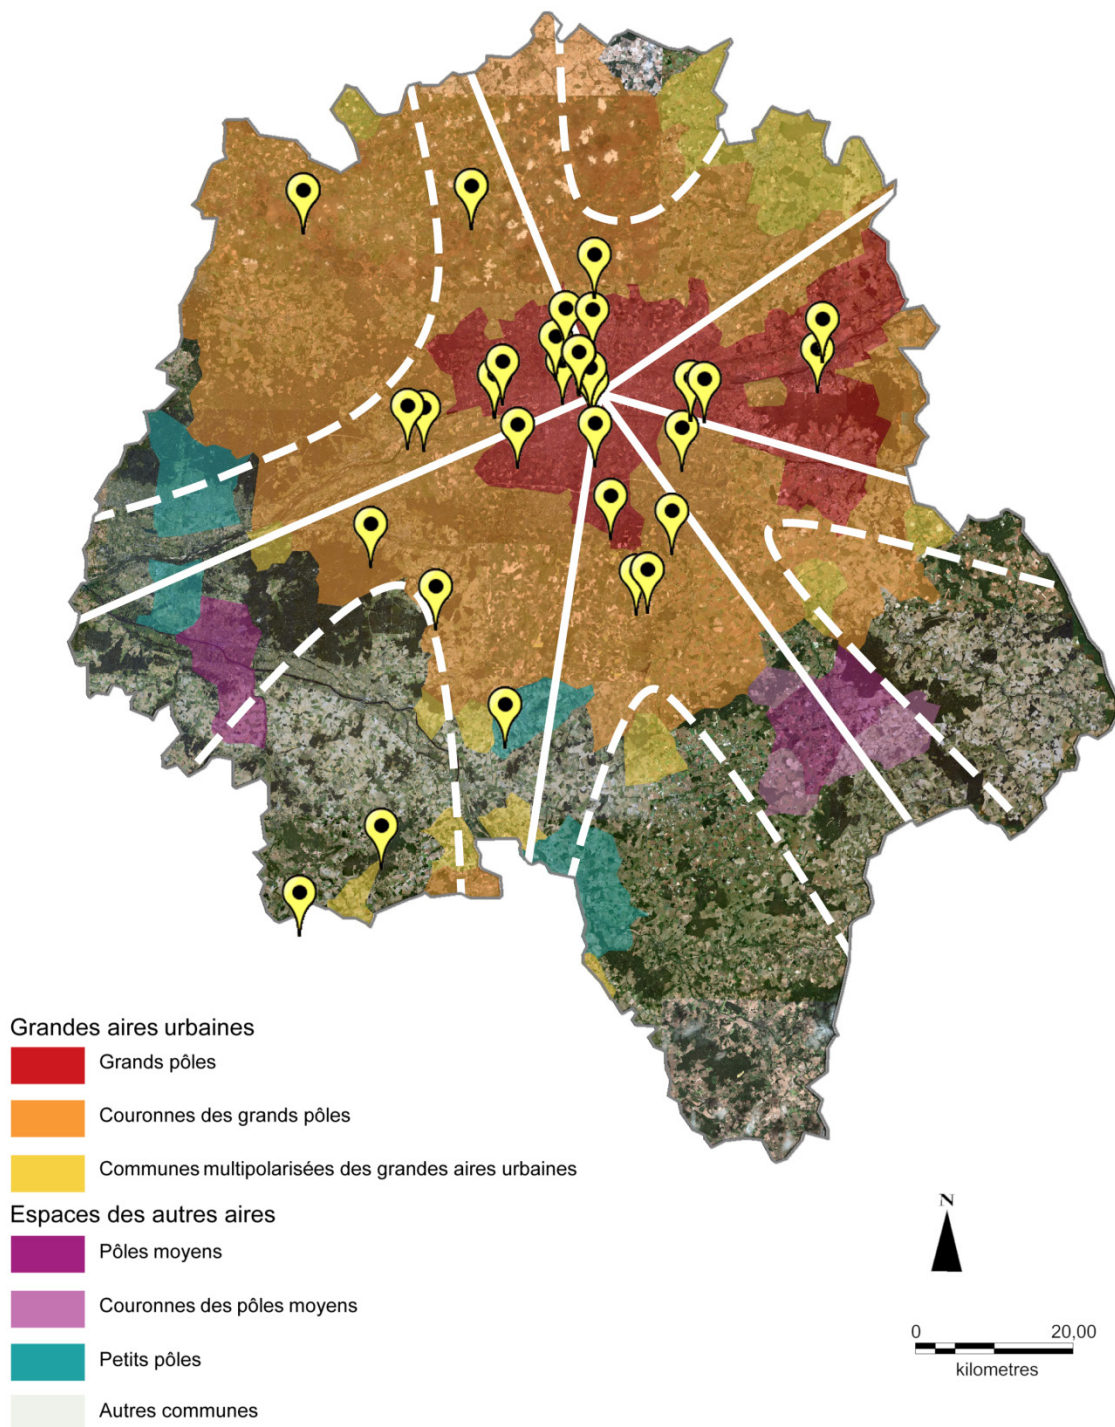 Grandes aires urbaines
Grands pôles
Couronnes des grands pôles
Communes multipolarisées des grandes aires urbaines
Espaces des autres aires
Pôles moyens
Couronnes des pôles moyens
Petits pôles
Autres communes
N
0 20,00
kilometres